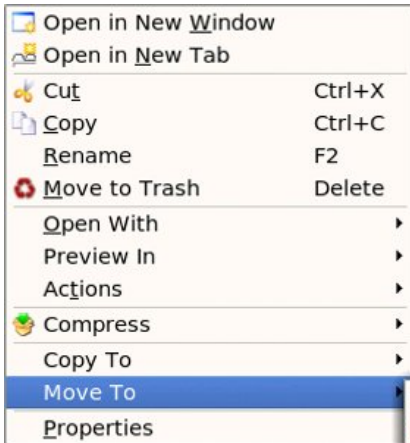 Open in New Window
Open in New Tab
Cut Ctrl+X
Copy Ctrl+C
Rename F2
Move to Trash Delete
Open With
Preview In
Actions
Compress
Copy To
Move To
Properties